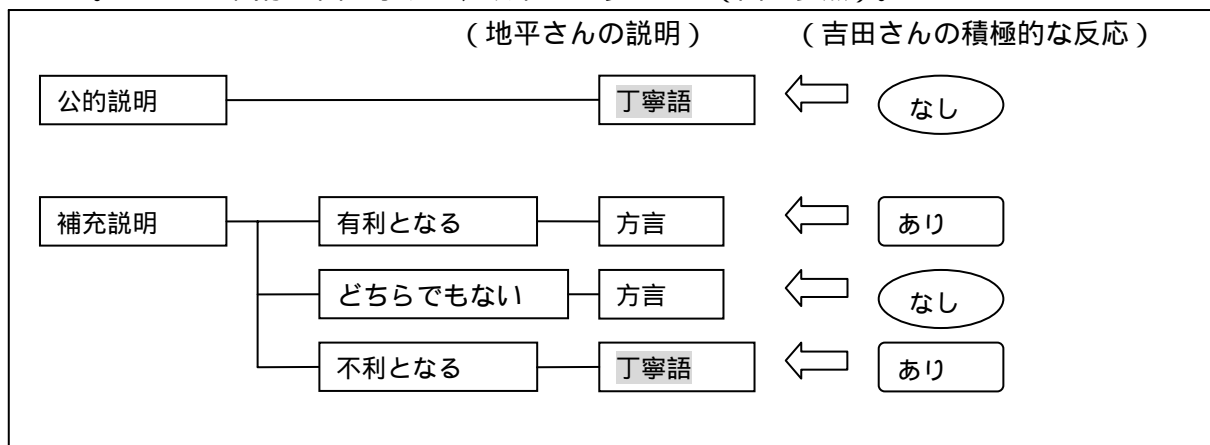 (地平さんの説明) (吉田さんの積極的な反応)
公的説明 丁寧語 なし
補充説明 有利となる 方言 あり
どちらでもない 方言 なし
不利となる 丁寧語 あり